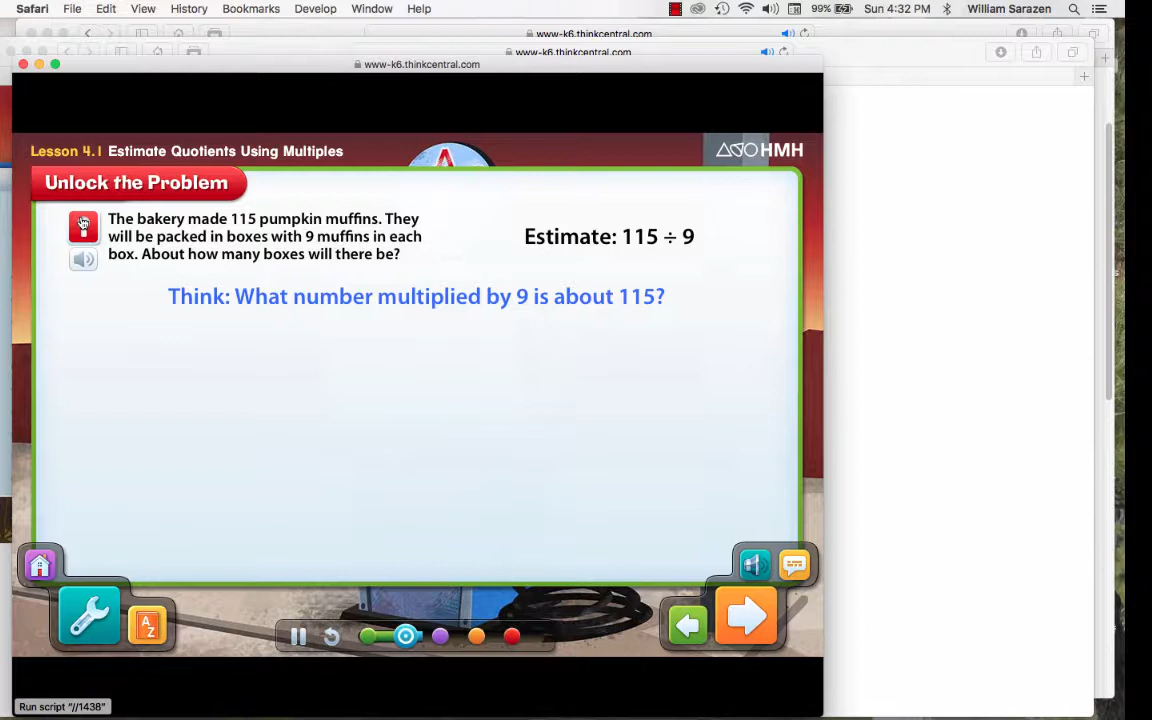 Safari File Edit View History Bookmarks Develop Window Help 99% Sun 4:32 PM William Sarazen
www-k6.thinkcentral.com
www-k6.thinkcentral.com
www-k6.thinkcentral.com
Lesson 4.1 Estimate Quotients Using Multiples HMH
Unlock the Problem
The bakery made 115 pumpkin muffins. They
will be packed in boxes with 9 muffins in each
box. About how many boxes will there be?
Estimate: 115 ÷ 9
Think: What number multiplied by 9 is about 115?
A
Z
Run script "//1438"